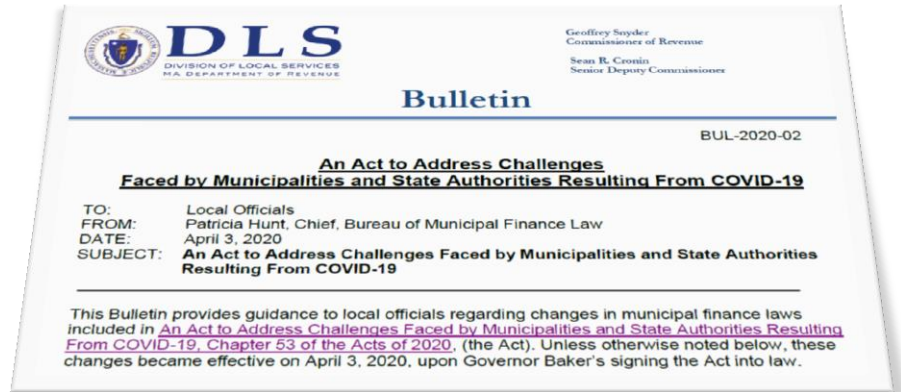 DLS
DIVISION OF LOCAL SERVICES
MA DEPARTMENT OF REVENUE
Geoffrey Snyder
Commissioner of Revenue
Sean R. Cronin
Senior Deputy Commissioner
Bulletin
BUL-2020-02
An Act to Address Challenges
Faced by Municipalities and State Authorities Resulting From COVID-19
TO: Local Officials
FROM: Patricia Hunt, Chief, Bureau of Municipal Finance Law
DATE: April 3, 2020
SUBJECT: An Act to Address Challenges Faced by Municipalities and State Authorities
Resulting From COVID-19
This Bulletin provides guidance to local officials regarding changes in municipal finance laws
included in An Act to Address Challenges Faced by Municipalities and State Authorities Resulting
From COVID-19, Chapter 53 of the Acts of 2020, (the Act). Unless otherwise noted below, these
changes became effective on April 3, 2020, upon Governor Baker's signing the Act into law.